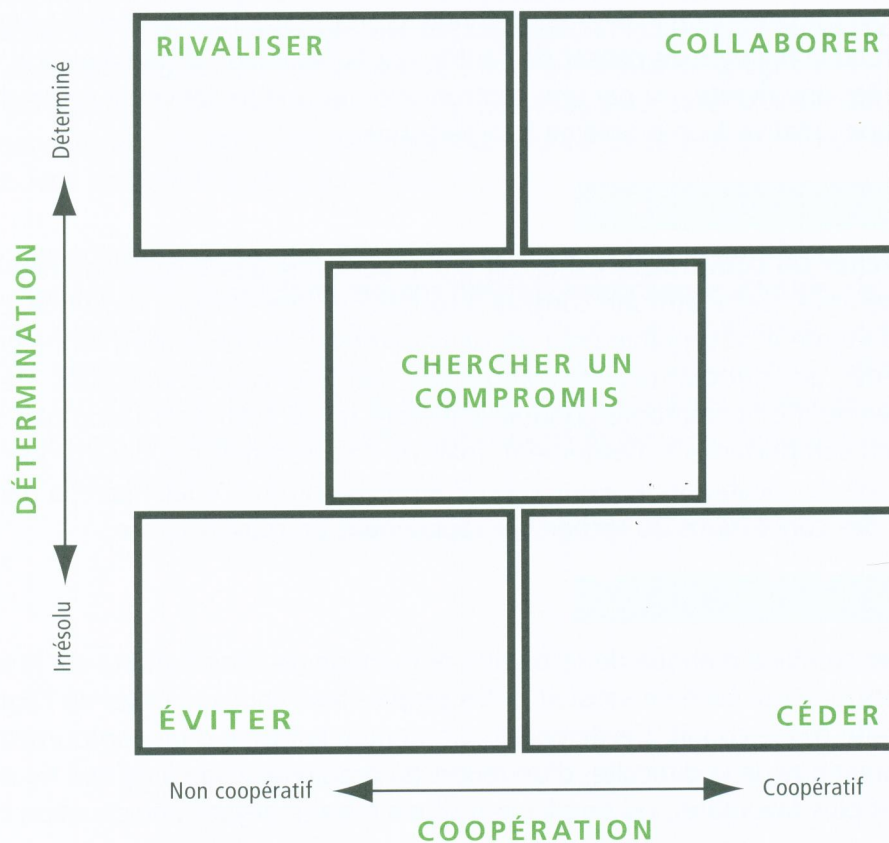 RIVALISER
COLLABORER
Déterminé
DÉTERMINATION
Irrésolu
CHERCHER UN
COMPROMIS
ÉVITER
CÉDER
Non coopératif
Coopératif
COOPÉRATION